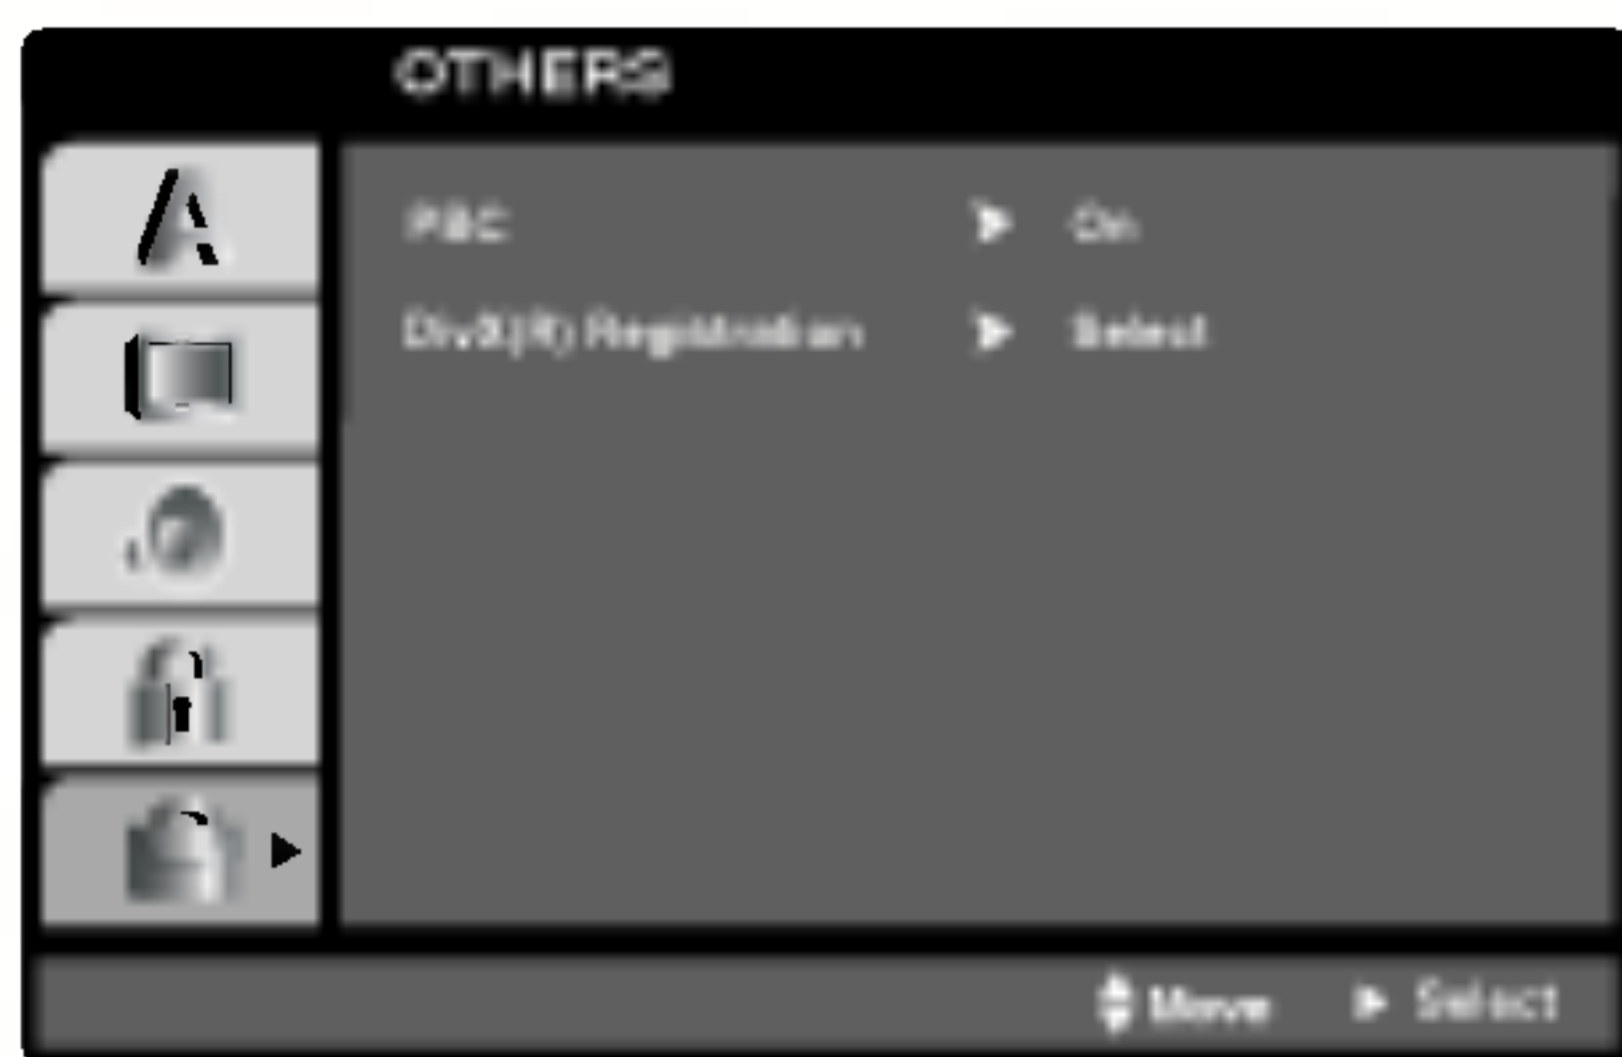 OTHERS
PBC ► On
DivX(R) Registration ► Select
Move ► Select